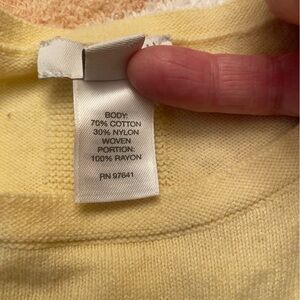 BODY:
70% COTTON
30% NYLON
WOVEN
PORTION:
100% RAYON
RN 97641